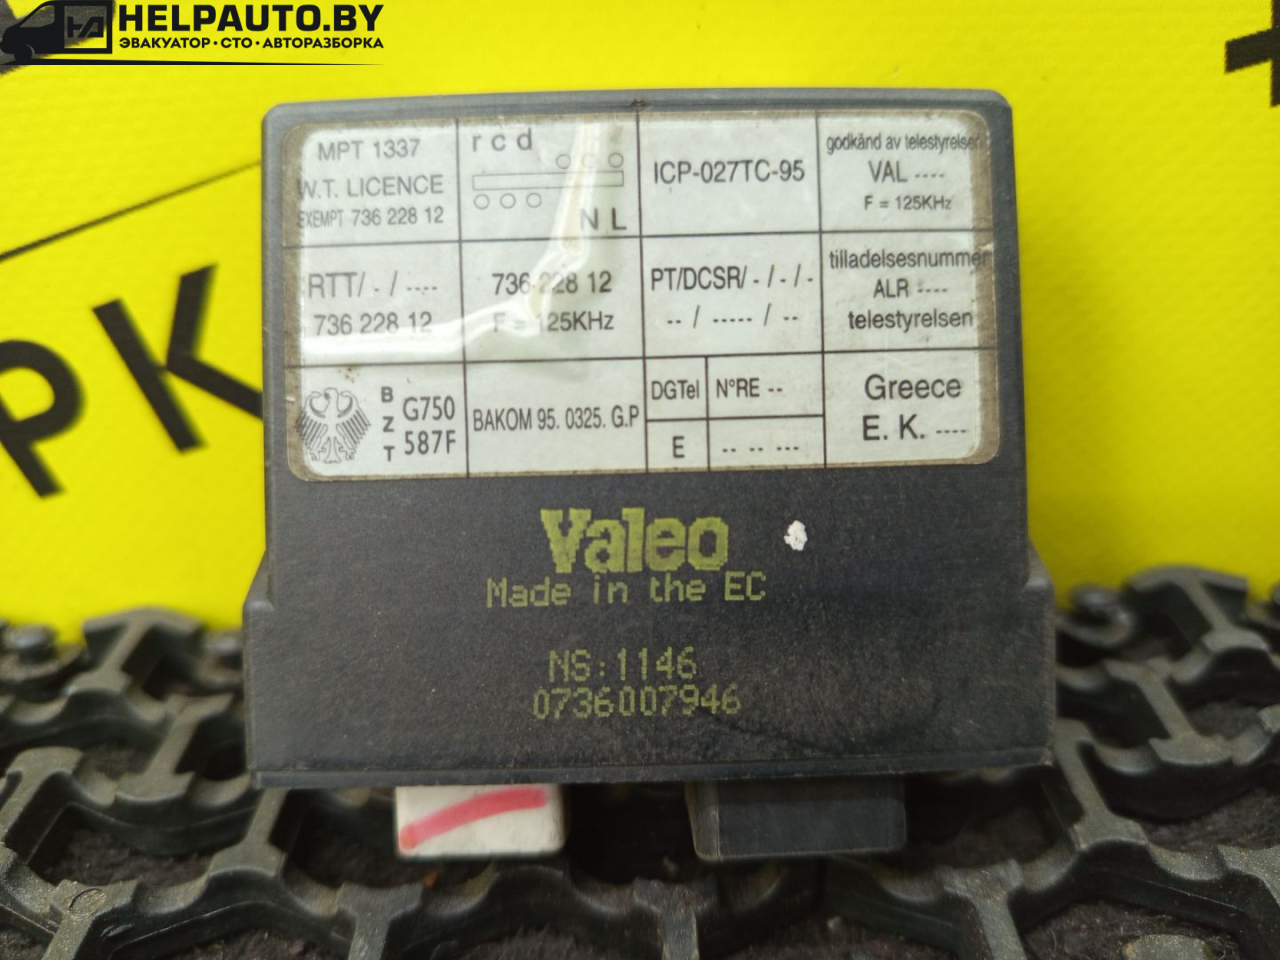 HELPAUTO.BY
ЭВАКУАТОР • СТО • АВТОРАЗБОРКА
MPT 1337
W.T. LICENCE
EXEMPT 736 228 12
r c d
N L
ICP-027TC-95
godkänd av telestyrelsen
VAL ----
F = 125KHz
RTT/ - / ----
736 228 12
736 228 12
F = 125KHz
PT/DCSR/ - / - / -
-- / ----- / --
tilladelsesnummer
ALR ----
telestyrelsen
B Z T
G750
587F
BAKOM 95. 0325. G.P
DGTel
N°RE --
E
-- -- ---
Greece
E. K. ----
Valeo
Made in the EC
NS:1146
0736007946
РК